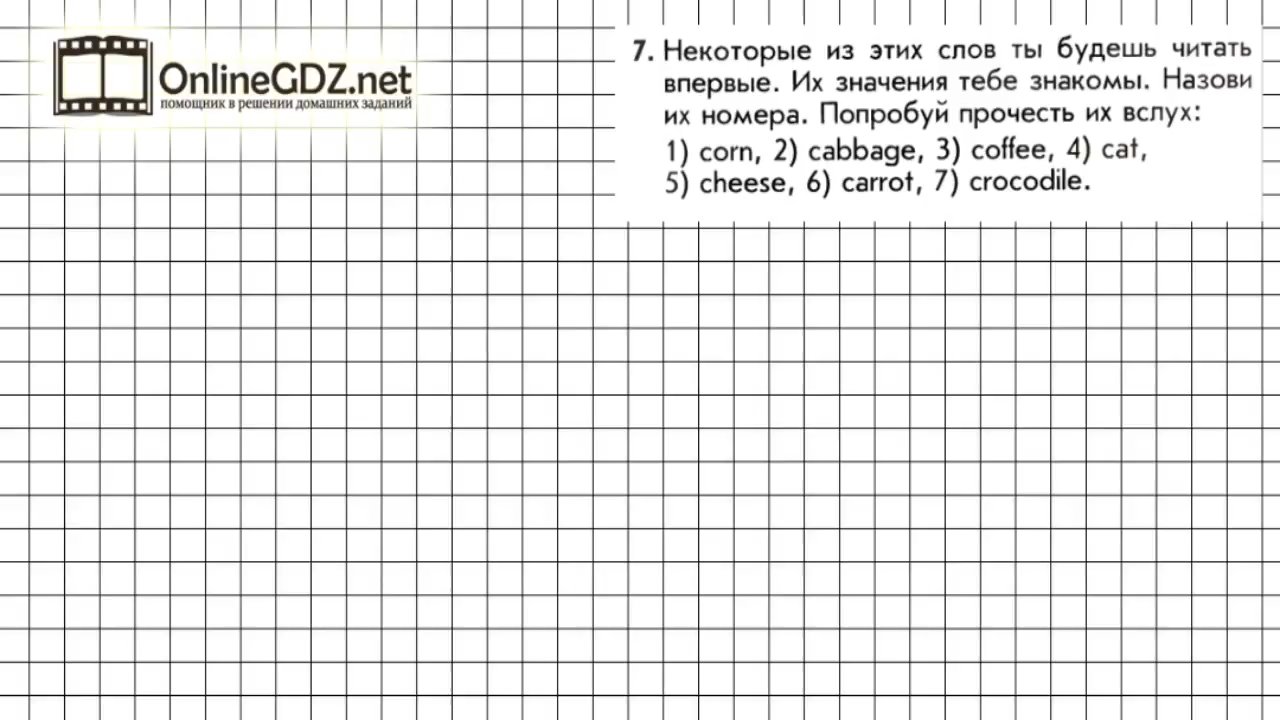 OnlineGDZ.net
помощник в решении домашних заданий
7. Некоторые из этих слов ты будешь читать
впервые. Их значения тебе знакомы. Назови
их номера. Попробуй прочесть их вслух:
1) corn, 2) cabbage, 3) coffee, 4) cat,
5) cheese, 6) carrot, 7) crocodile.